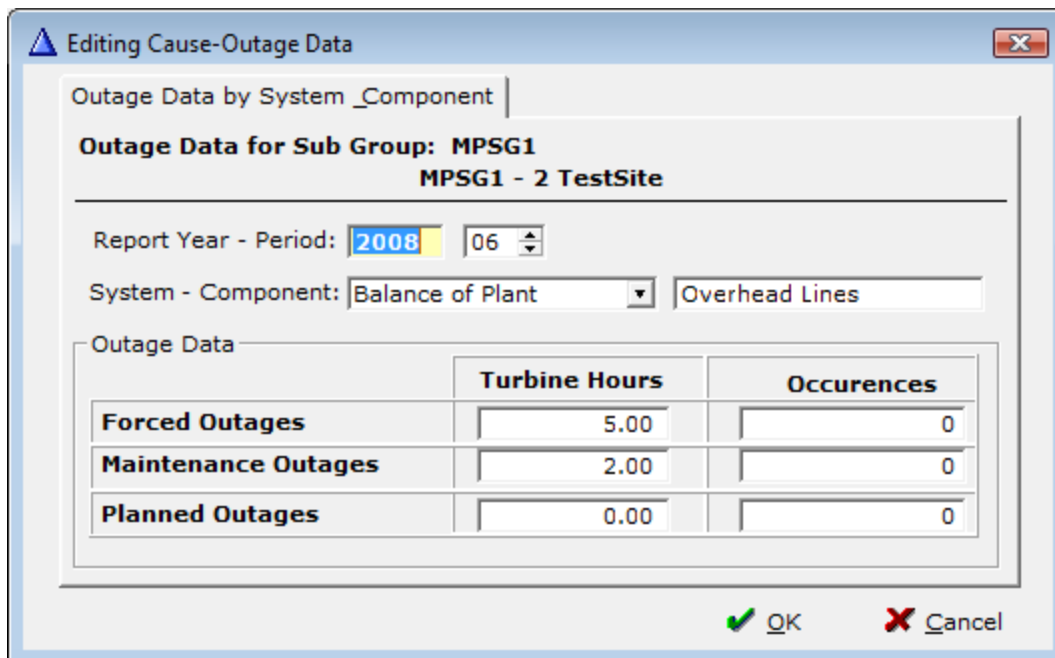 Editing Cause-Outage Data
Outage Data by System _Component
Outage Data for Sub Group: MPSG1
MPSG1 - 2 TestSite
Report Year - Period: 2008 06
System - Component: Balance of Plant Overhead Lines
Outage Data
Turbine Hours Occurences
Forced Outages 5.00 0
Maintenance Outages 2.00 0
Planned Outages 0.00 0
OK Cancel